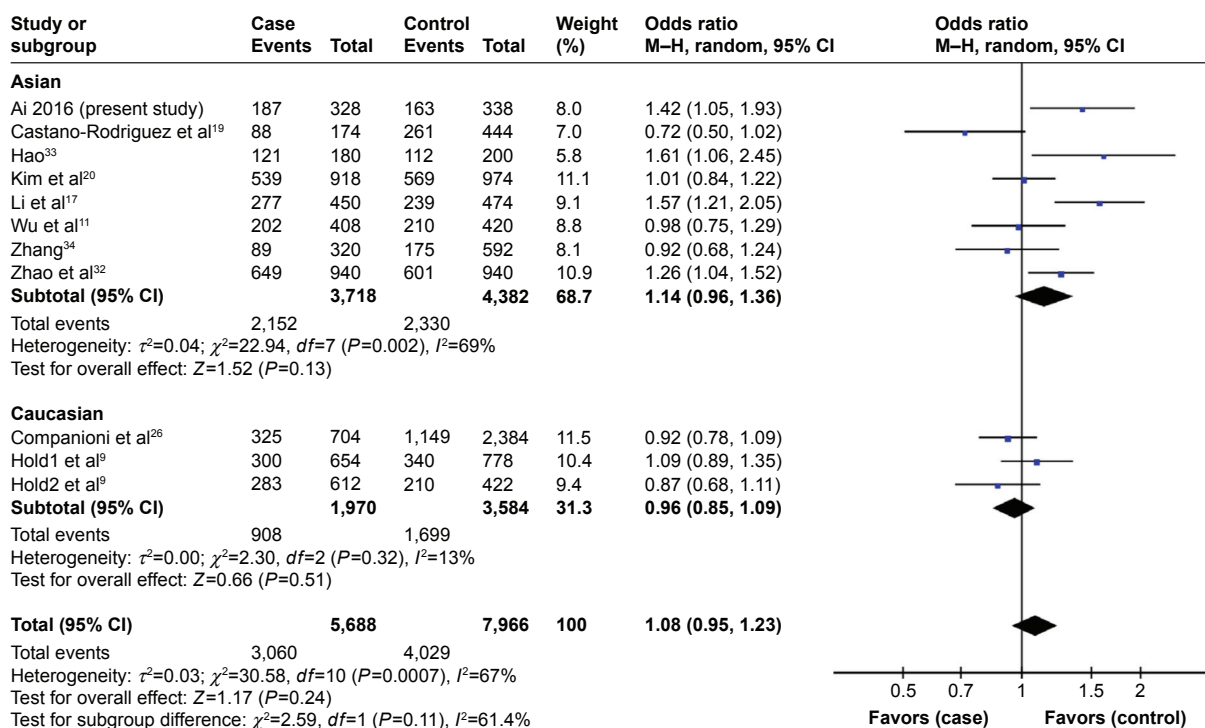 Study or subgroup Case Events Total Control Events Total Weight (%) Odds ratio M–H, random, 95% CI Odds ratio M–H, random, 95% CI
Asian
Ai 2016 (present study) 187 328 163 338 8.0 1.42 (1.05, 1.93)
Castano-Rodriguez et al19 88 174 261 444 7.0 0.72 (0.50, 1.02)
Hao33 121 180 112 200 5.8 1.61 (1.06, 2.45)
Kim et al20 539 918 569 974 11.1 1.01 (0.84, 1.22)
Li et al17 277 450 239 474 9.1 1.57 (1.21, 2.05)
Wu et al11 202 408 210 420 8.8 0.98 (0.75, 1.29)
Zhang34 89 320 175 592 8.1 0.92 (0.68, 1.24)
Zhao et al32 649 940 601 940 10.9 1.26 (1.04, 1.52)
Subtotal (95% CI) 3,718 4,382 68.7 1.14 (0.96, 1.36)
Total events 2,152 2,330
Heterogeneity: τ²=0.04; χ²=22.94, df=7 (P=0.002), I²=69%
Test for overall effect: Z=1.52 (P=0.13)
Caucasian
Companioni et al26 325 704 1,149 2,384 11.5 0.92 (0.78, 1.09)
Hold1 et al9 300 654 340 778 10.4 1.09 (0.89, 1.35)
Hold2 et al9 283 612 210 422 9.4 0.87 (0.68, 1.11)
Subtotal (95% CI) 1,970 3,584 31.3 0.96 (0.85, 1.09)
Total events 908 1,699
Heterogeneity: τ²=0.00; χ²=2.30, df=2 (P=0.32), I²=13%
Test for overall effect: Z=0.66 (P=0.51)
Total (95% CI) 5,688 7,966 100 1.08 (0.95, 1.23)
Total events 3,060 4,029
Heterogeneity: τ²=0.03; χ²=30.58, df=10 (P=0.0007), I²=67%
Test for overall effect: Z=1.17 (P=0.24)
Test for subgroup difference: χ²=2.59, df=1 (P=0.11), I²=61.4%
0.5 0.7 1 1.5 2
Favors (case) Favors (control)